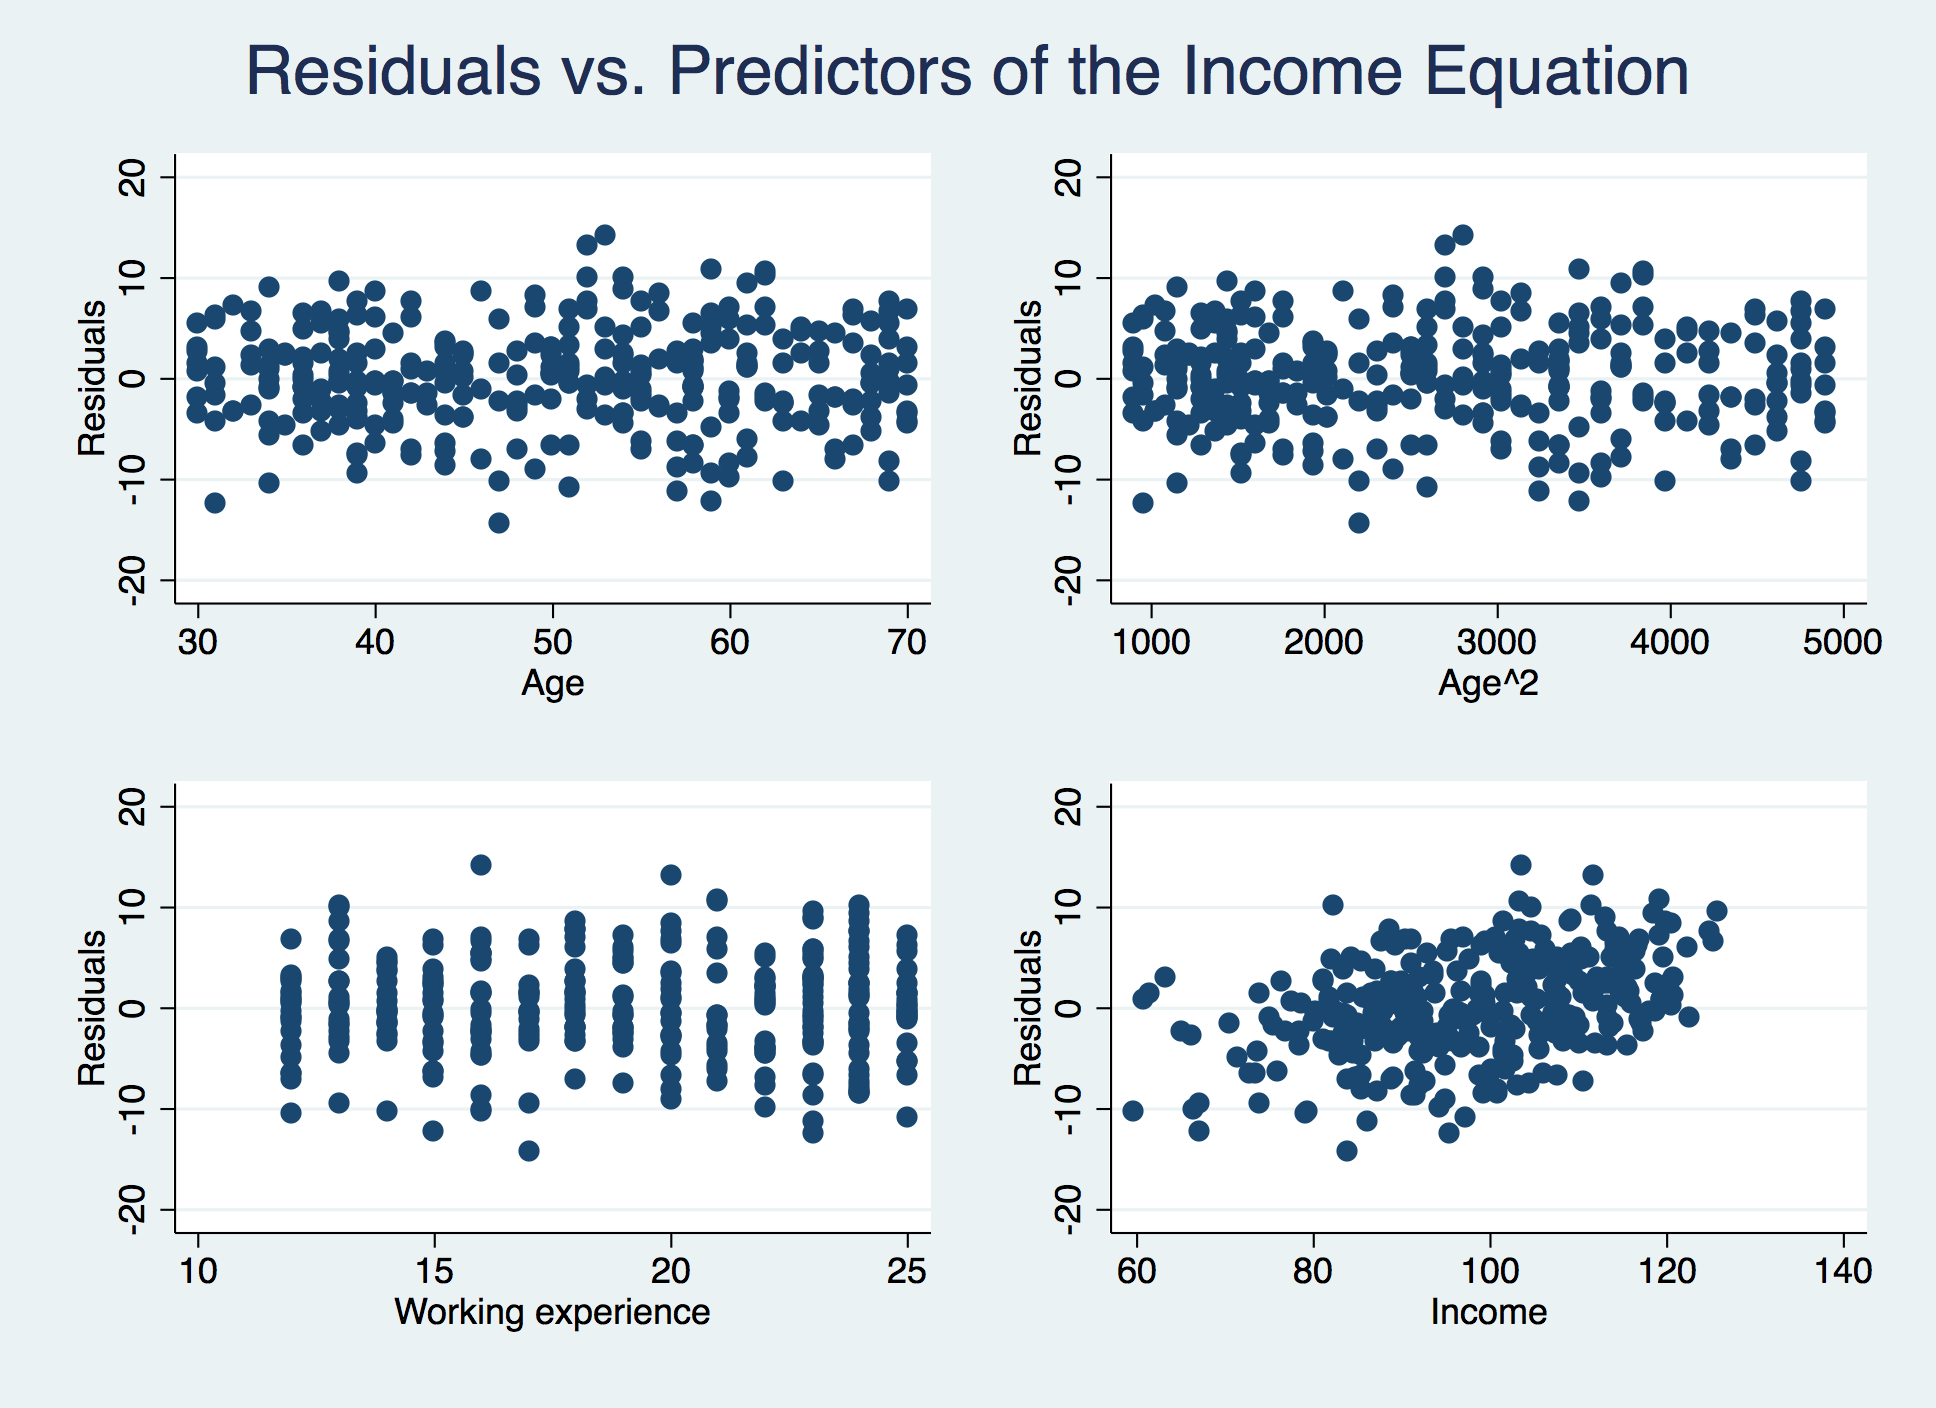 Residuals vs. Predictors of the Income Equation
Residuals
20
10
0
-10
-20
30 40 50 60 70
Age
Residuals
20
10
0
-10
-20
1000 2000 3000 4000 5000
Age^2
Residuals
20
10
0
-10
-20
10 15 20 25
Working experience
Residuals
20
10
0
-10
-20
60 80 100 120 140
Income